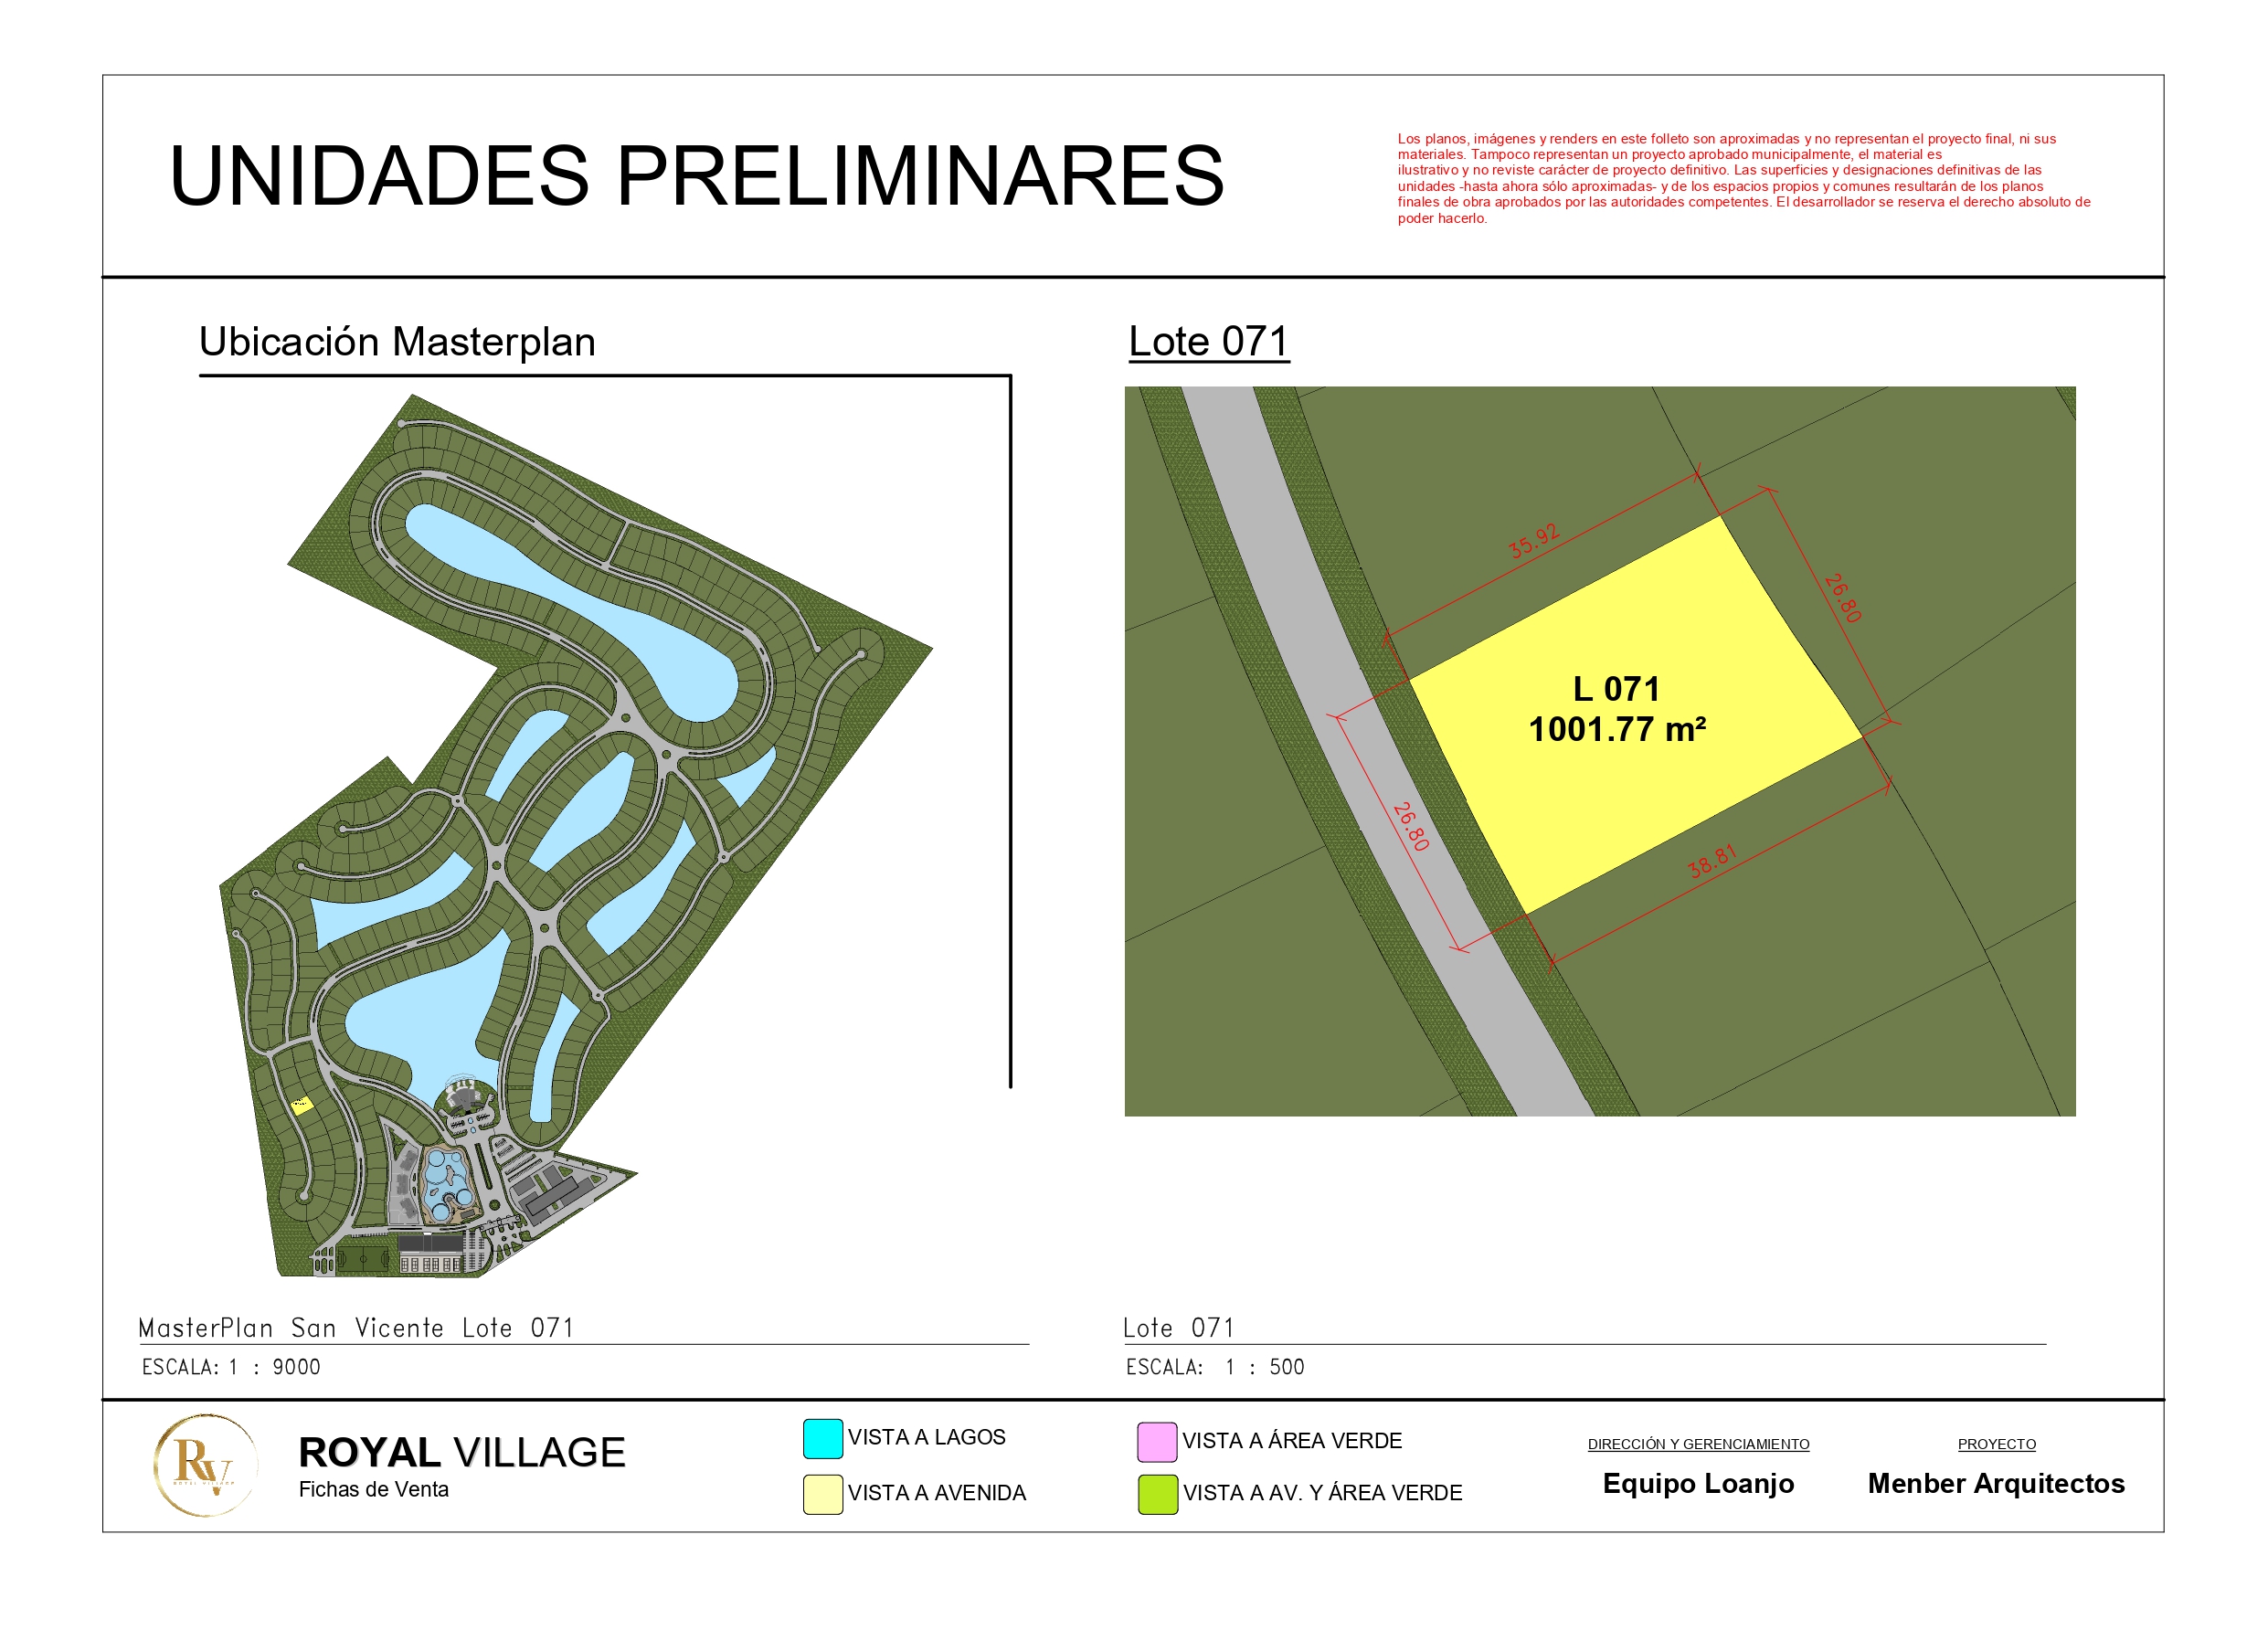 UNIDADES PRELIMINARES
Los planos, imágenes y renders en este folleto son aproximadas y no representan el proyecto final, ni sus
materiales. Tampoco representan un proyecto aprobado municipalmente, el material es
ilustrativo y no reviste carácter de proyecto definitivo. Las superficies y designaciones definitivas de las
unidades -hasta ahora sólo aproximadas- y de los espacios propios y comunes resultarán de los planos
finales de obra aprobados por las autoridades competentes. El desarrollador se reserva el derecho absoluto de
poder hacerlo.
Ubicación Masterplan
Lote 071
35.92
26.80
L 071
1001.77 m²
26.80
38.81
MasterPlan San Vicente Lote 071
ESCALA: 1 : 9000
Lote 071
ESCALA: 1 : 500
RV
ROYAL VILLAGE
ROYAL VILLAGE
Fichas de Venta
VISTA A LAGOS
VISTA A AVENIDA
VISTA A ÁREA VERDE
VISTA A AV. Y ÁREA VERDE
DIRECCIÓN Y GERENCIAMIENTO
Equipo Loanjo
PROYECTO
Menber Arquitectos